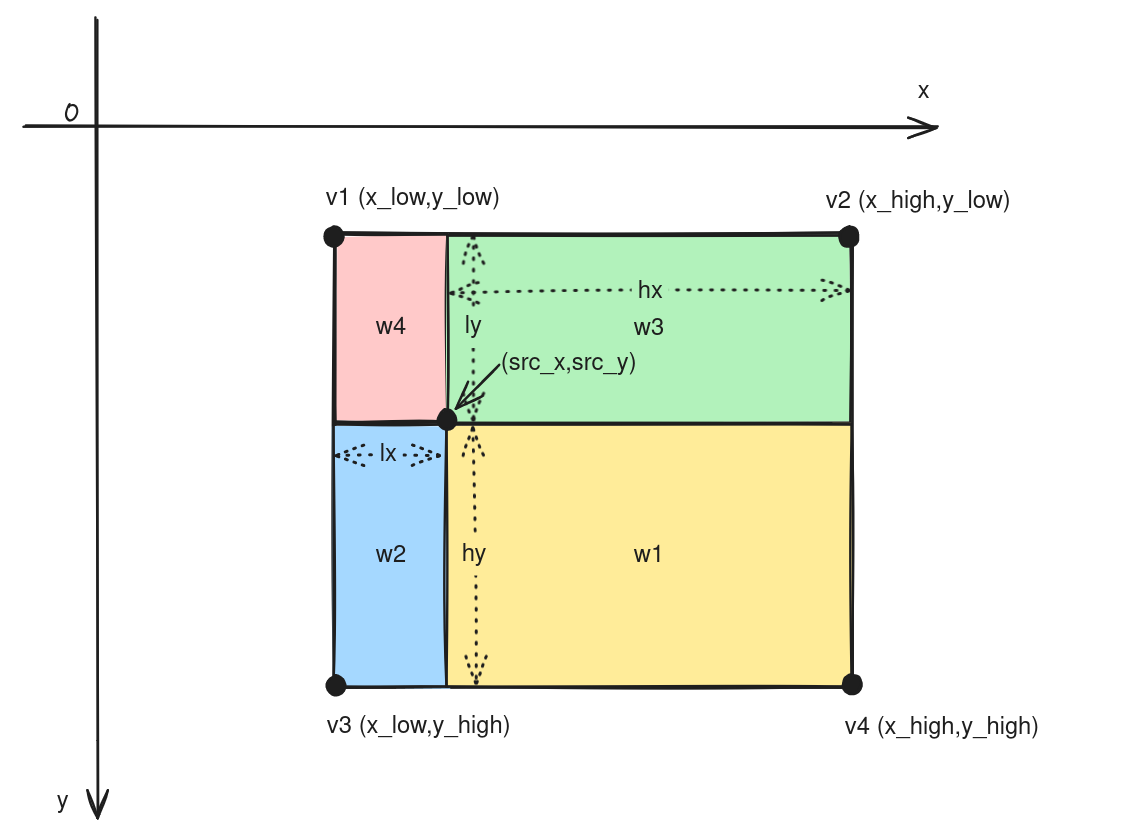 x
0
v1 (x_low,y_low)
v2 (x_high,y_low)
hx
w4
ly
w3
(src_x,src_y)
lx
w2
hy
w1
v3 (x_low,y_high)
v4 (x_high,y_high)
y